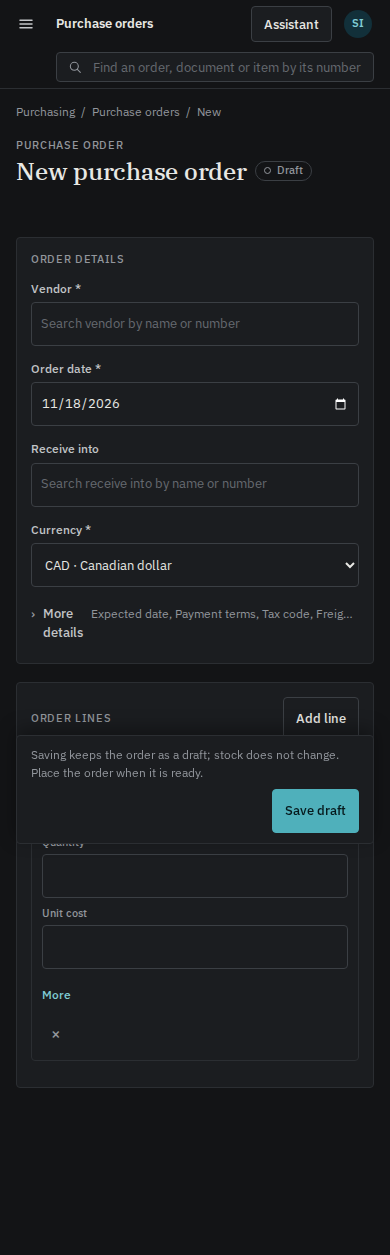 Purchase orders
Assistant
SI
Find an order, document or item by its number
Purchasing / Purchase orders / New
PURCHASE ORDER
New purchase order
Draft
ORDER DETAILS
Vendor *
Search vendor by name or number
Order date *
11/18/2026
Receive into
Search receive into by name or number
Currency *
CAD · Canadian dollar
› More details
Expected date, Payment terms, Tax code, Freig…
ORDER LINES
Add line
Saving keeps the order as a draft; stock does not change.
Place the order when it is ready.
Save draft
Quantity
Unit cost
More
×